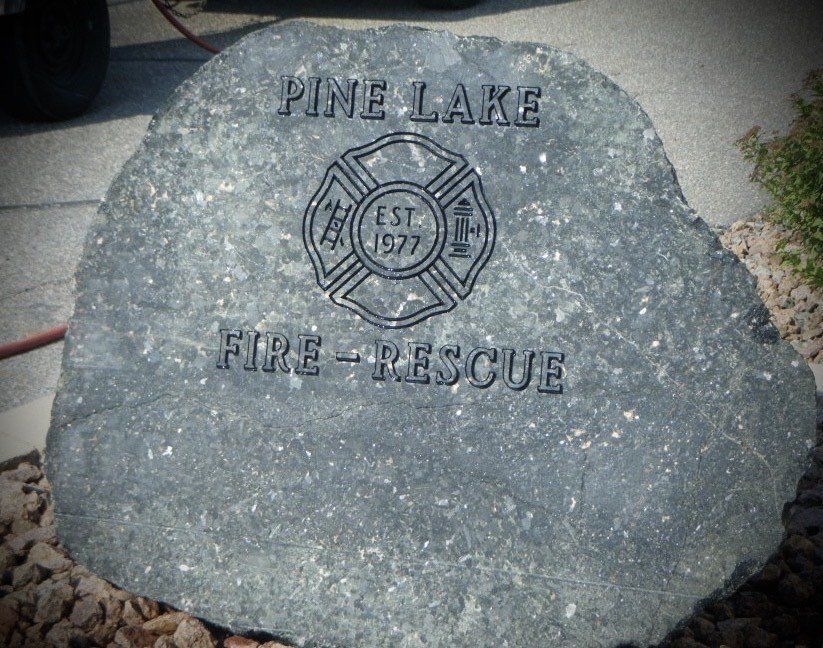 PINE LAKE
EST.
1977
FIRE - RESCUE